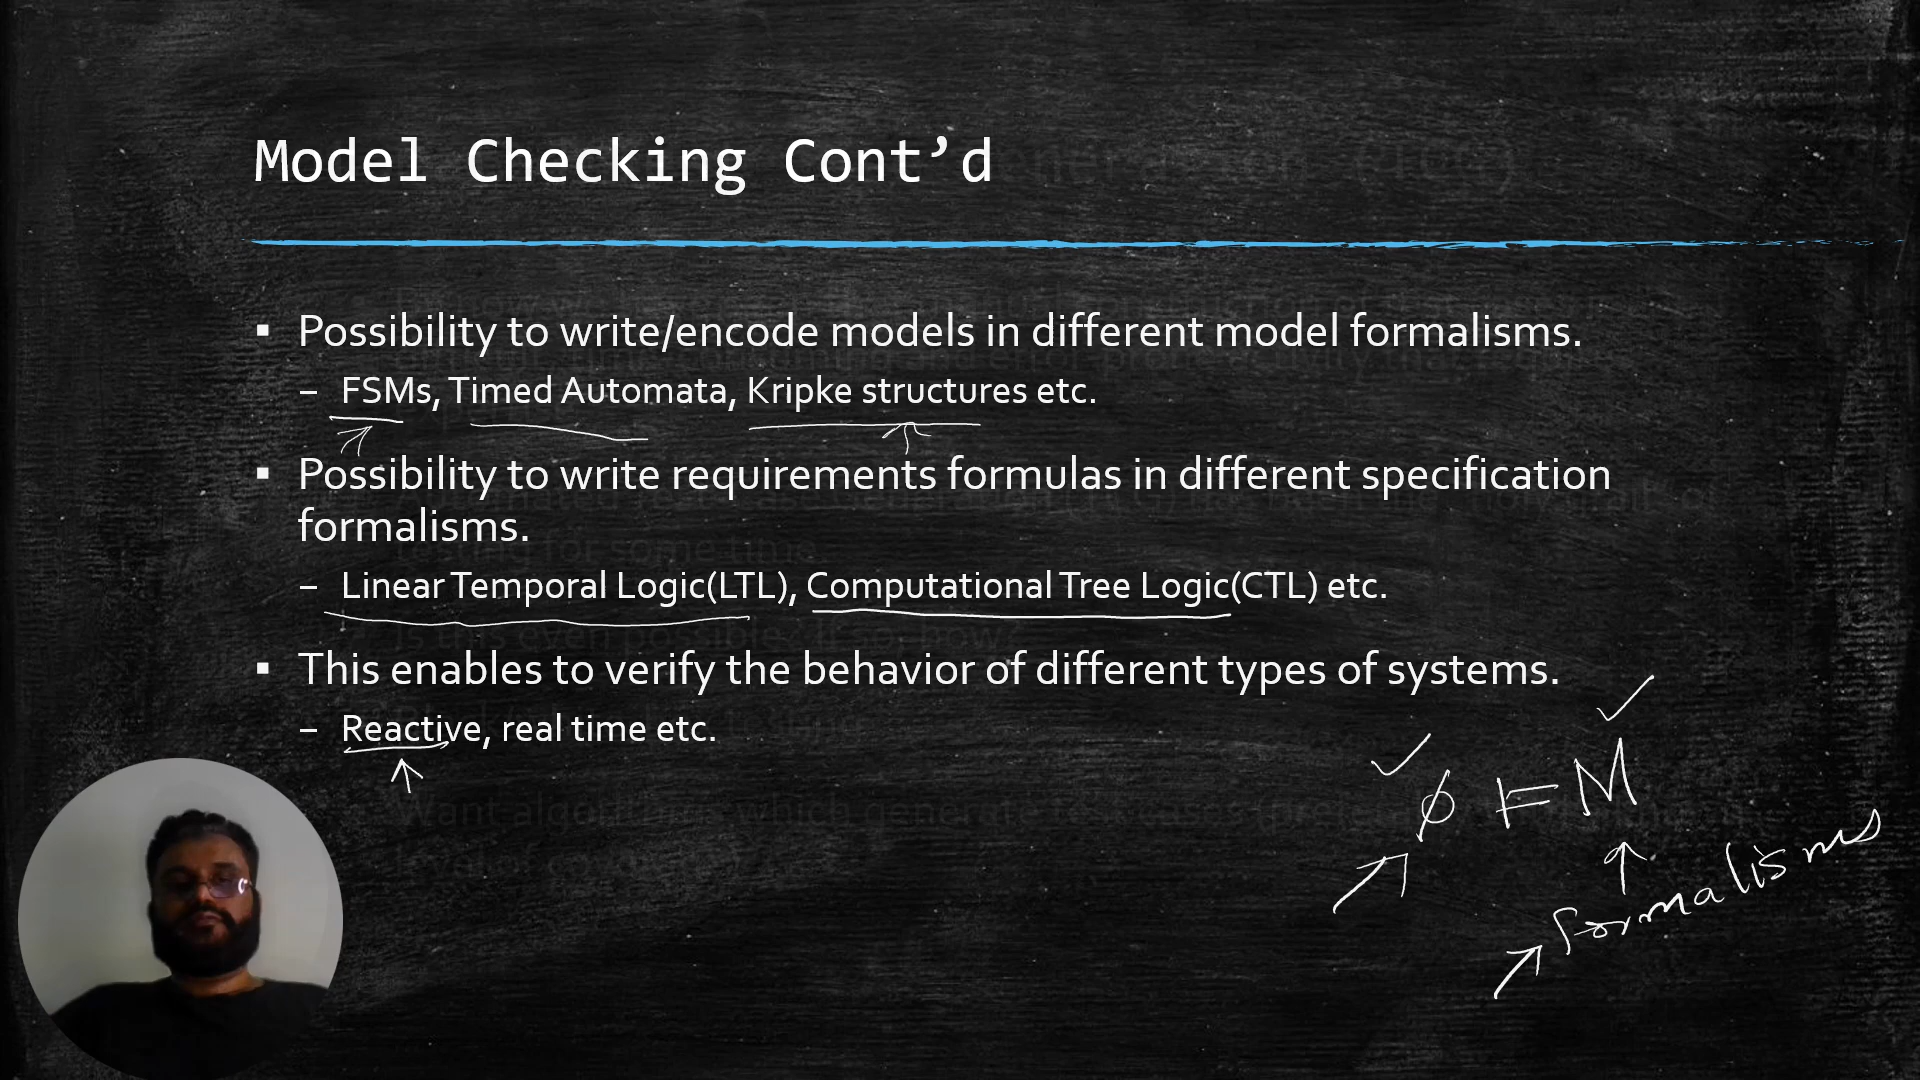 Model Checking Cont’d
▪ Possibility to write/encode models in different model formalisms.
– FSMs, Timed Automata, Kripke structures etc.
▪ Possibility to write requirements formulas in different specification
formalisms.
– Linear Temporal Logic(LTL), Computational Tree Logic(CTL) etc.
▪ This enables to verify the behavior of different types of systems.
– Reactive, real time etc.
✓ ✓
ϕ ⊨ M
formalisms